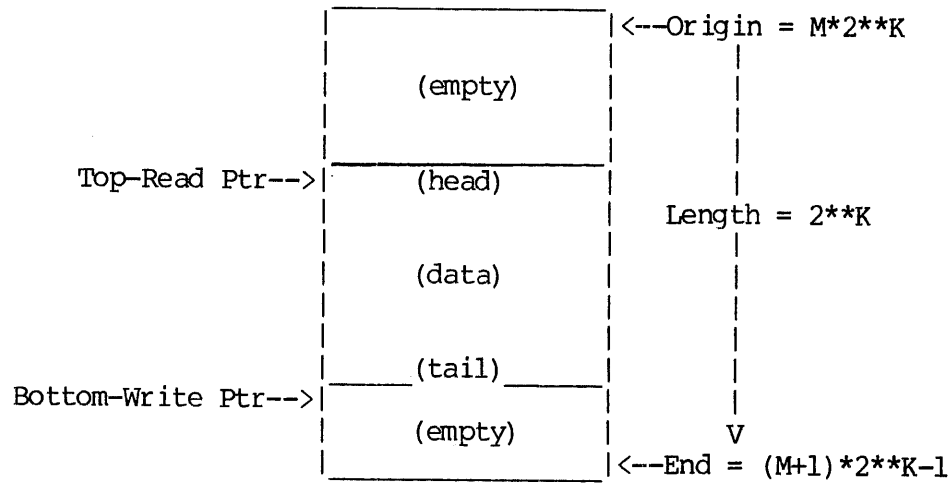 <---Origin = M*2**K
(empty)
Top-Read Ptr-->
(head)
Length = 2**K
(data)
(tail)
Bottom-Write Ptr-->
(empty)
V
<---End = (M+1)*2**K-1